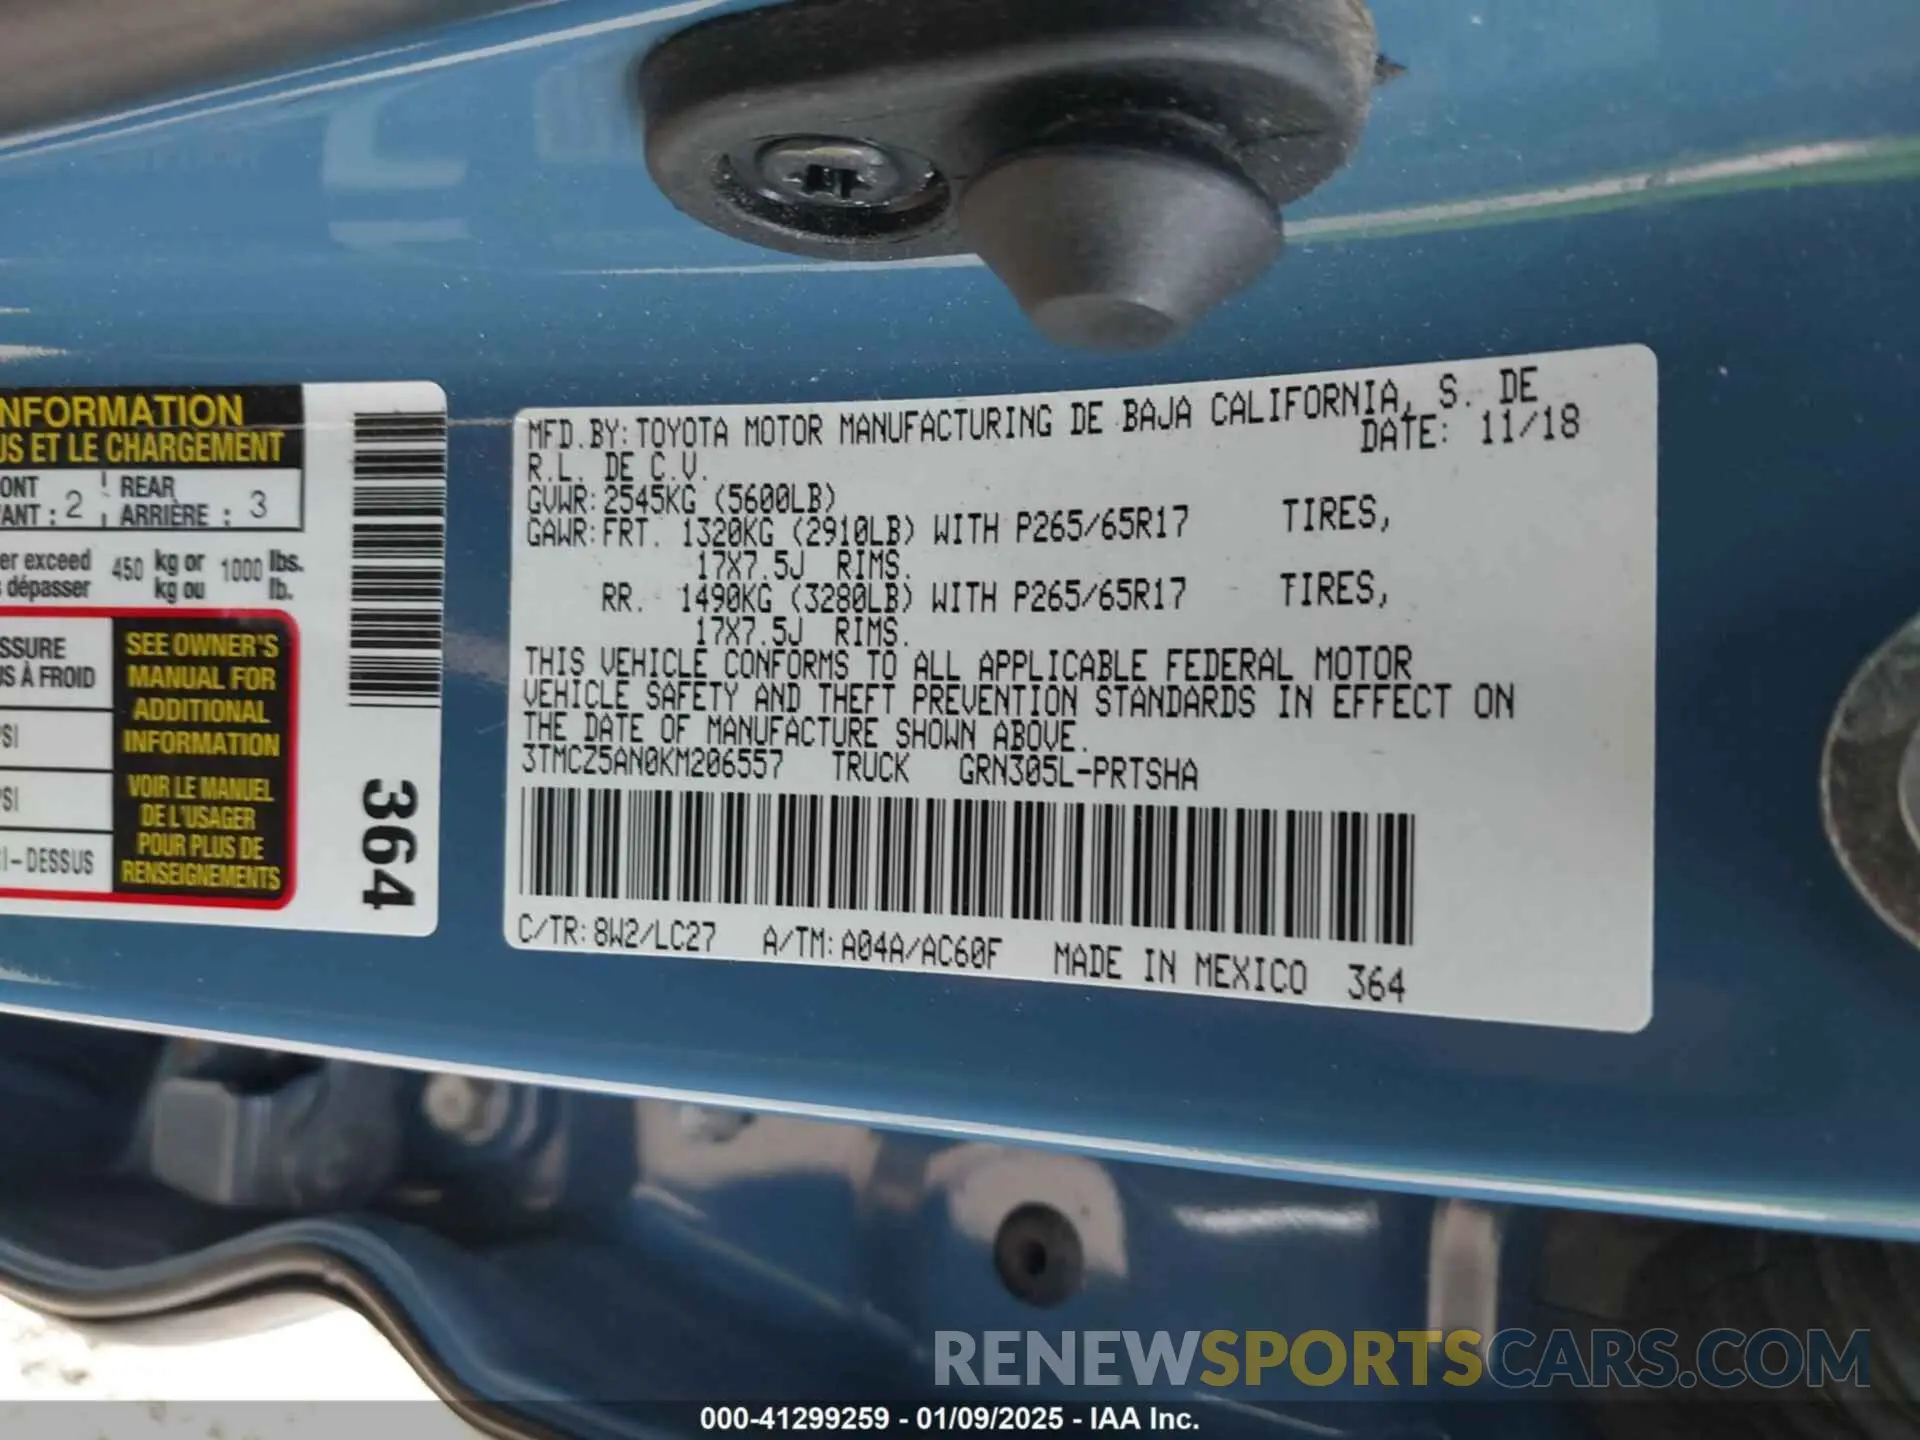 NFORMATION
US ET LE CHARGEMENT
ONT 2 REAR 3
ANT : ARRIÈRE :
er exceed 450 kg or 1000 lbs.
dépasser kg ou lb.
SSURE
US À FROID
SI
SI
CI-DESSUS
SEE OWNER'S
MANUAL FOR
ADDITIONAL
INFORMATION
VOIR LE MANUEL
DE L'USAGER
POUR PLUS DE
RENSEIGNEMENTS
364
MFD.BY:TOYOTA MOTOR MANUFACTURING DE BAJA CALIFORNIA, S. DE
R.L. DE C.V. DATE: 11/18
GVWR:2545KG (5600LB)
GAWR:FRT. 1320KG (2910LB) WITH P265/65R17 TIRES,
17X7.5J RIMS.
RR. 1490KG (3280LB) WITH P265/65R17 TIRES,
17X7.5J RIMS.
THIS VEHICLE CONFORMS TO ALL APPLICABLE FEDERAL MOTOR
VEHICLE SAFETY AND THEFT PREVENTION STANDARDS IN EFFECT ON
THE DATE OF MANUFACTURE SHOWN ABOVE.
3TMCZ5AN0KM206557 TRUCK GRN305L-PRTSHA
C/TR:8W2/LC27 A/TM:A04A/AC60F MADE IN MEXICO 364
RENEWSPORTSCARS.COM
000-41299259 - 01/09/2025 - IAA Inc.